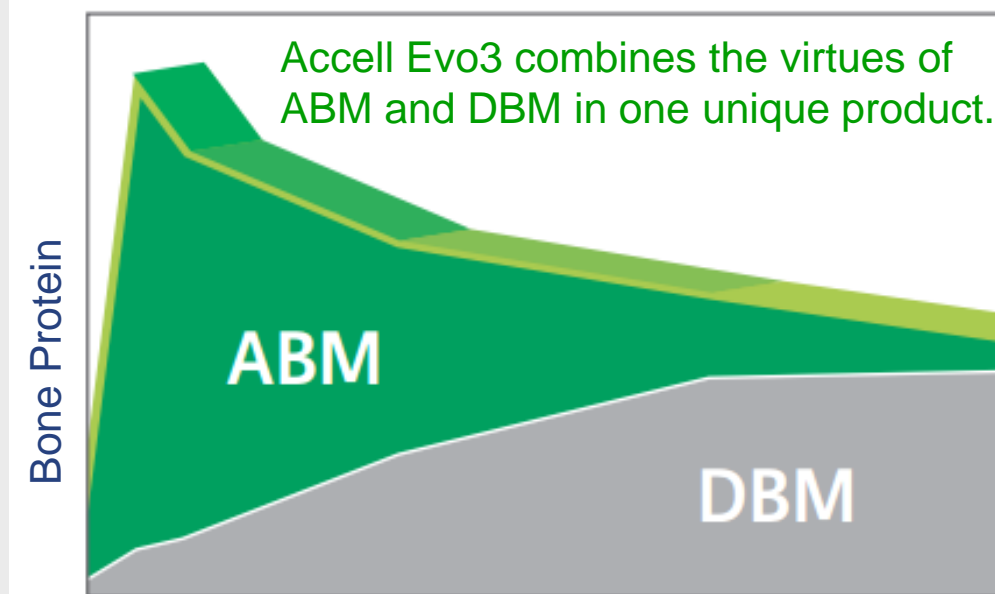 Accell Evo3 combines the virtues of
ABM and DBM in one unique product.
Bone Protein
ABM
DBM